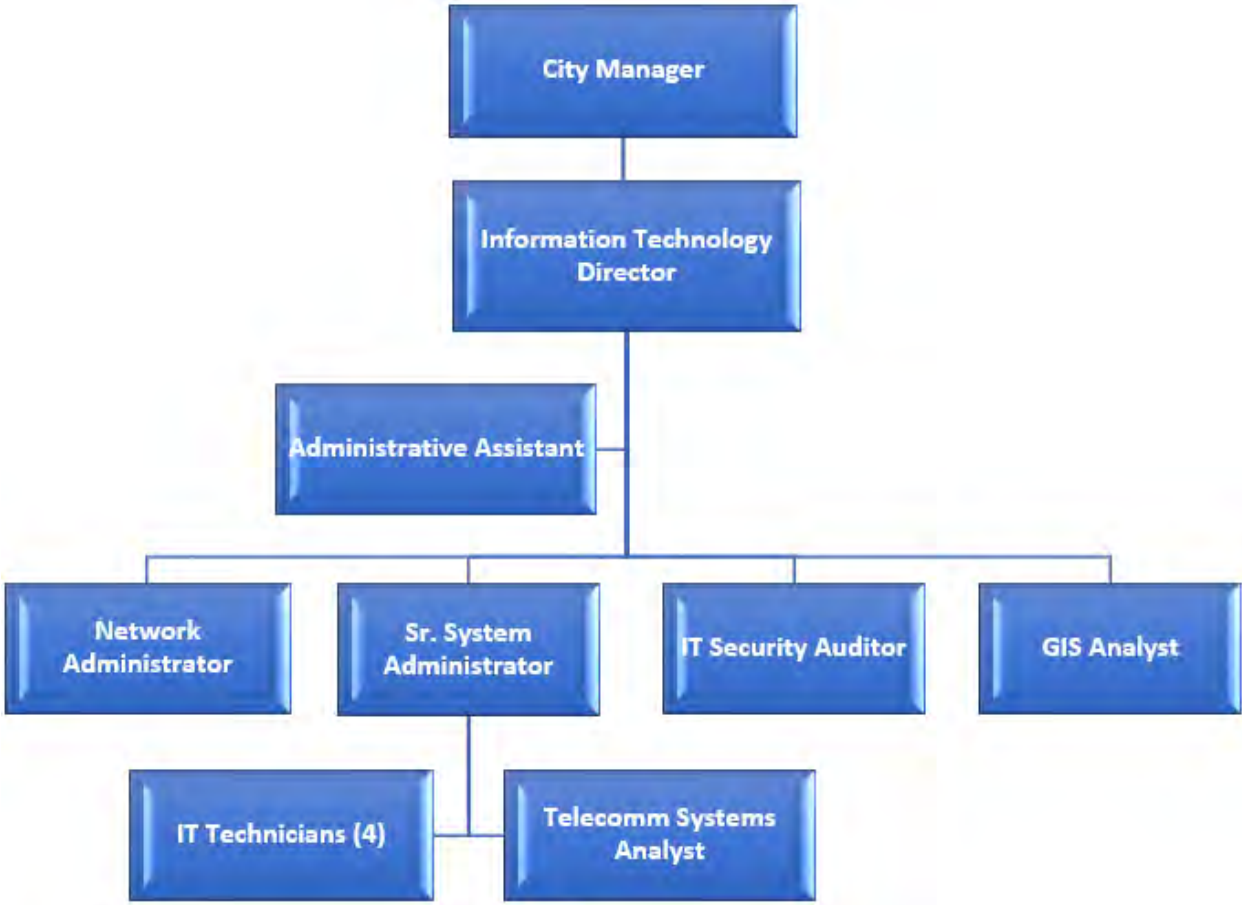 City Manager
Information Technology
Director
Administrative Assistant
Network
Administrator
Sr. System
Administrator
IT Security Auditor
GIS Analyst
IT Technicians (4)
Telecomm Systems
Analyst